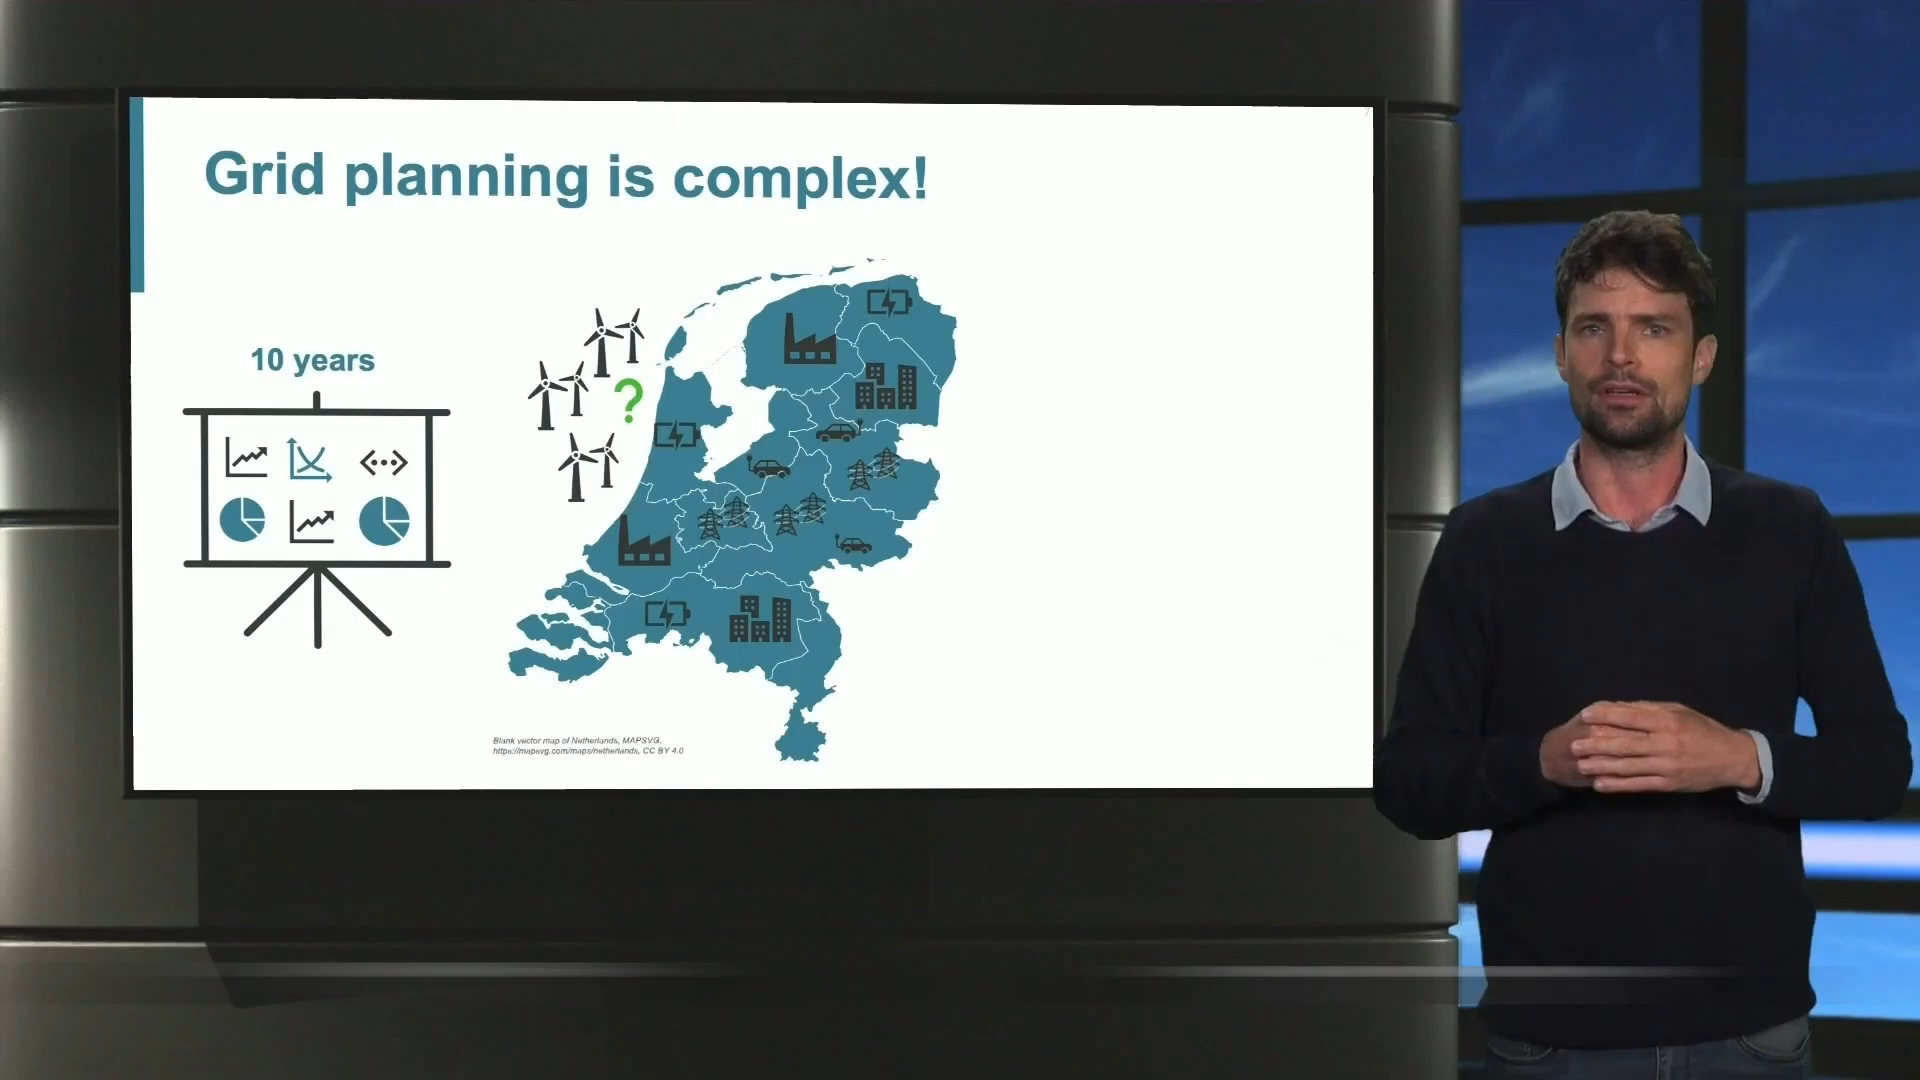 Grid planning is complex!
10 years
?
Blank vector map of Netherlands, MAPSVG,
https://mapsvg.com/maps/netherlands, CC BY 4.0
7